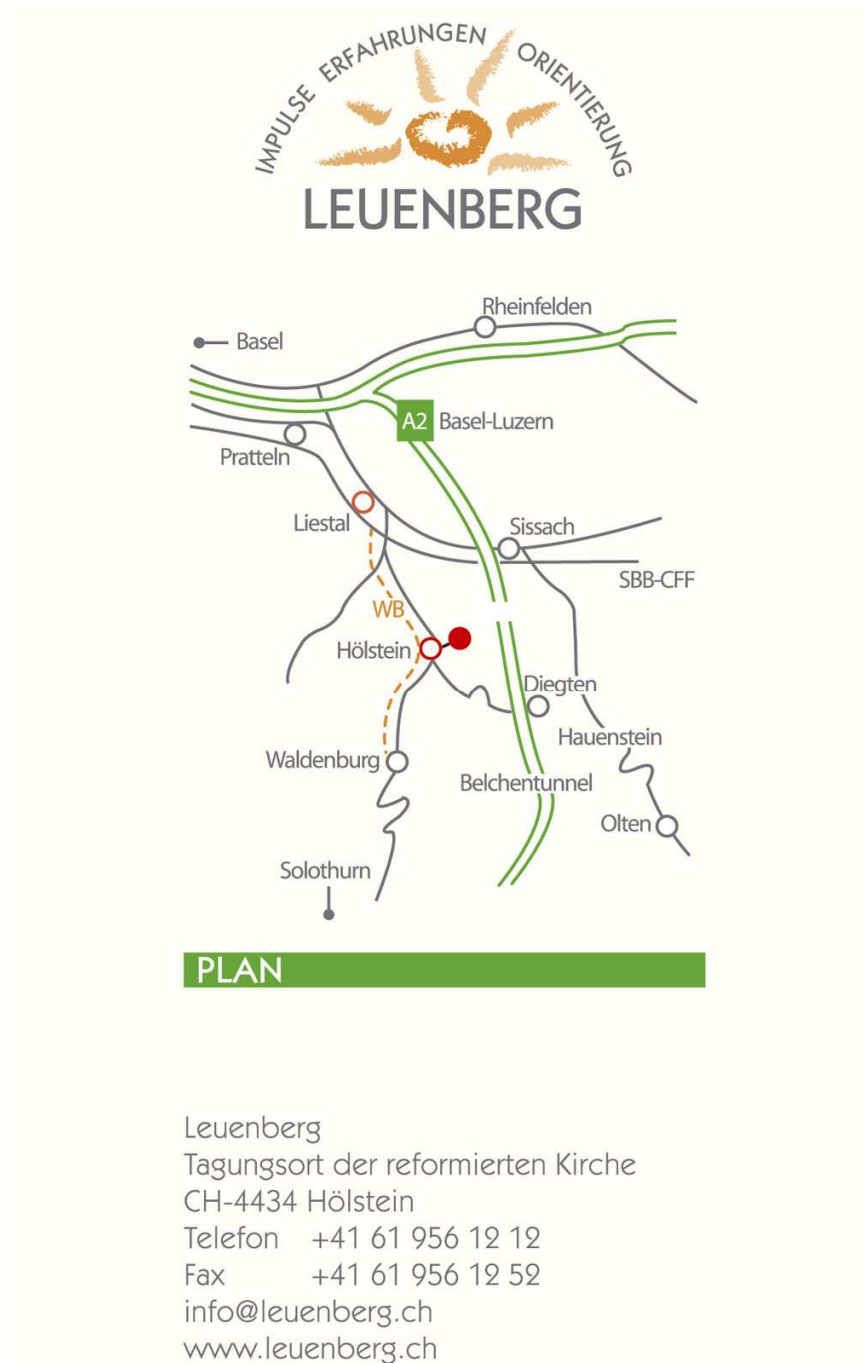 IMPULSE ERFAHRUNGEN ORIENTIERUNG
LEUENBERG
Rheinfelden
Basel
A2 Basel-Luzern
Pratteln
Liestal
Sissach
SBB-CFF
WB
Hölstein
Diegten
Hauenstein
Waldenburg
Belchentunnel
Olten
Solothurn
PLAN
Leuenberg
Tagungsort der reformierten Kirche
CH-4434 Hölstein
Telefon +41 61 956 12 12
Fax +41 61 956 12 52
info@leuenberg.ch
www.leuenberg.ch